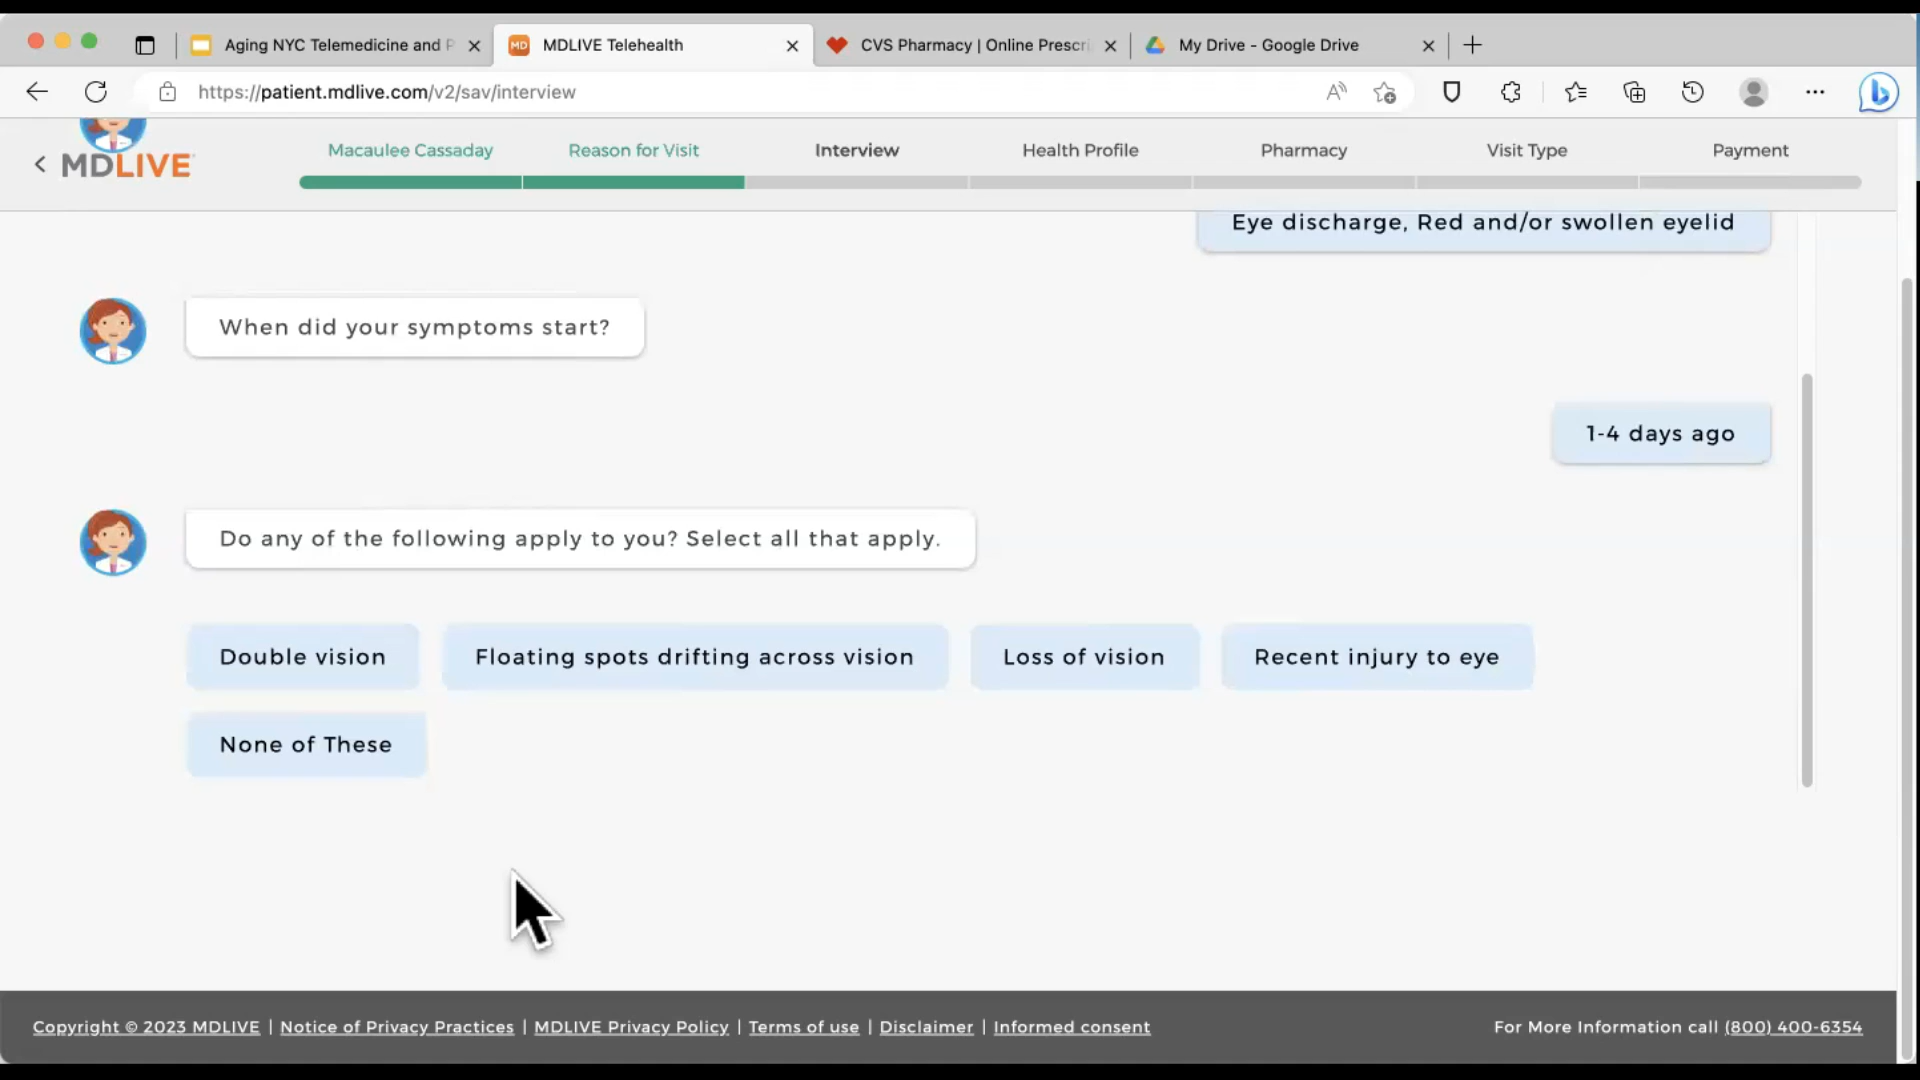 Aging NYC Telemedicine and P
MD
MDLIVE Telehealth
CVS Pharmacy | Online Prescri
My Drive - Google Drive
https://patient.mdlive.com/v2/sav/interview
MDLIVE
Macaulee Cassaday
Reason for Visit
Interview
Health Profile
Pharmacy
Visit Type
Payment
Eye discharge, Red and/or swollen eyelid
When did your symptoms start?
1-4 days ago
Do any of the following apply to you? Select all that apply.
Double vision
Floating spots drifting across vision
Loss of vision
Recent injury to eye
None of These
Copyright © 2023 MDLIVE | Notice of Privacy Practices | MDLIVE Privacy Policy | Terms of use | Disclaimer | Informed consent
For More Information call (800) 400-6354